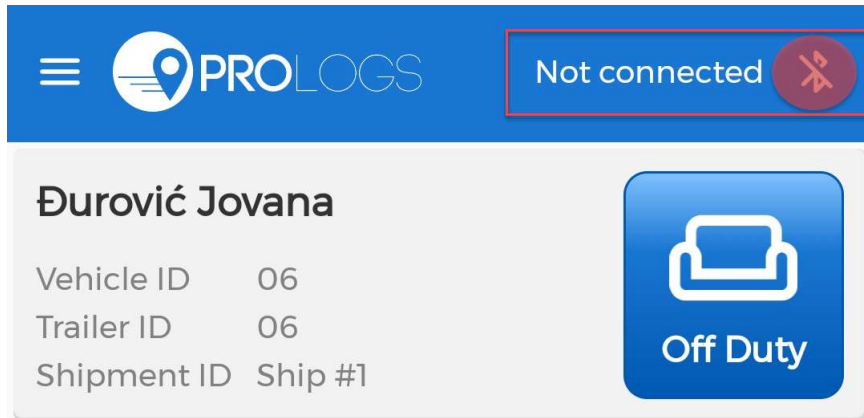 PROLOGS
Not connected
Đurović Jovana
Vehicle ID 06
Trailer ID 06
Shipment ID Ship #1
Off Duty